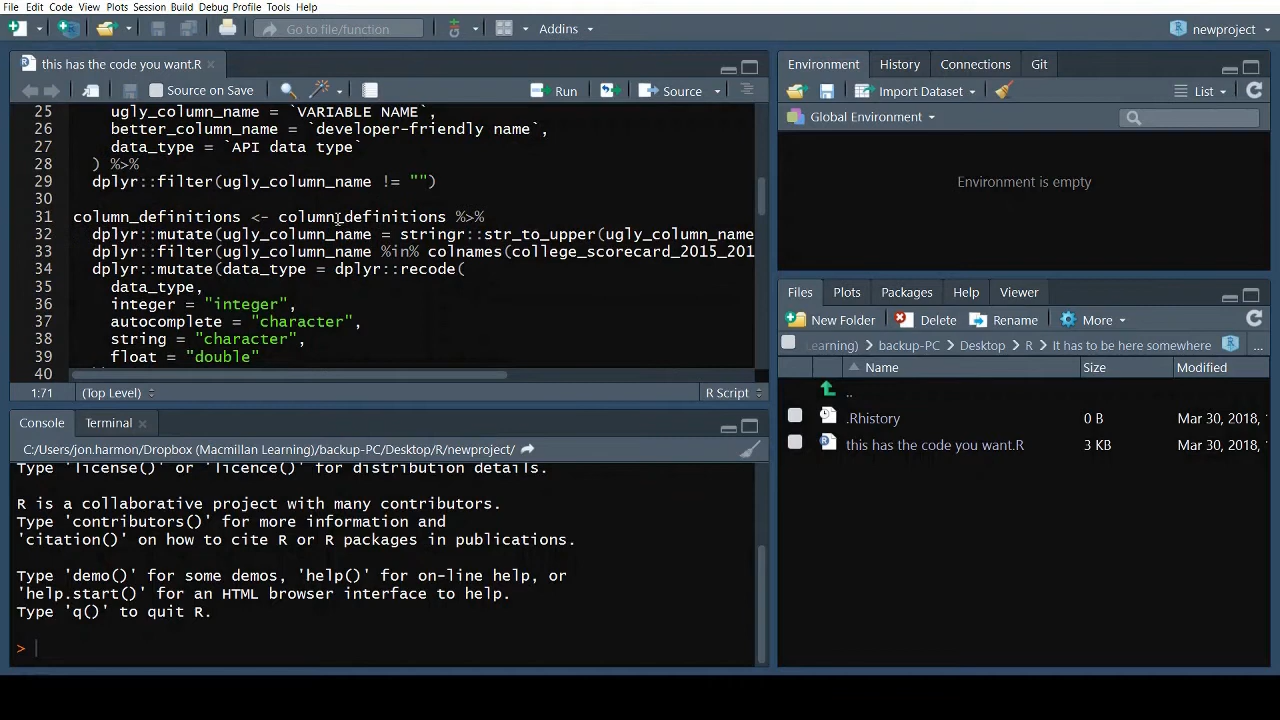 File Edit Code View Plots Session Build Debug Profile Tools Help
Go to file/function Addins newproject
this has the code you want.R
Source on Save Run Source
25 ugly_column_name = `VARIABLE NAME`,
26 better_column_name = `developer-friendly name`,
27 data_type = `API data type`
28 ) %>%
29 dplyr::filter(ugly_column_name != "")
30
31 column_definitions <- column_definitions %>%
32 dplyr::mutate(ugly_column_name = stringr::str_to_upper(ugly_column_name
33 dplyr::filter(ugly_column_name %in% colnames(college_scorecard_2015_201
34 dplyr::mutate(data_type = dplyr::recode(
35 data_type,
36 integer = "integer",
37 autocomplete = "character",
38 string = "character",
39 float = "double"
40
1:71 (Top Level) R Script
Console Terminal
C:/Users/jon.harmon/Dropbox (Macmillan Learning)/backup-PC/Desktop/R/newproject/
Type 'license()' or 'licence()' for distribution details.
R is a collaborative project with many contributors.
Type 'contributors()' for more information and
'citation()' on how to cite R or R packages in publications.
Type 'demo()' for some demos, 'help()' for on-line help, or
'help.start()' for an HTML browser interface to help.
Type 'q()' to quit R.
>
Environment History Connections Git
Import Dataset List
Global Environment
Environment is empty
Files Plots Packages Help Viewer
New Folder Delete Rename More
Learning) backup-PC Desktop R It has to be here somewhere ...
Name Size Modified
..
.Rhistory 0 B Mar 30, 2018,
this has the code you want.R 3 KB Mar 30, 2018,